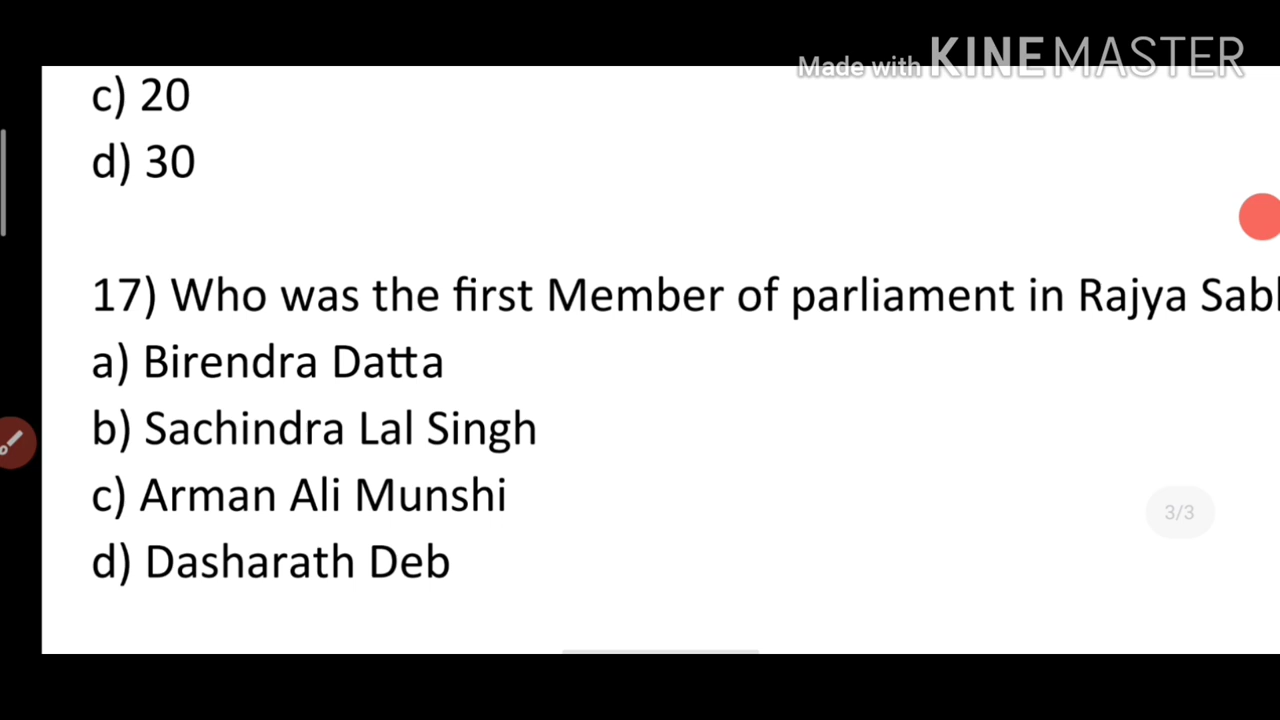 Made with KINEMASTER
c) 20
d) 30
17) Who was the first Member of parliament in Rajya
a) Birendra Datta
b) Sachindra Lal Singh
c) Arman Ali Munshi
d) Dasharath Deb
3/3